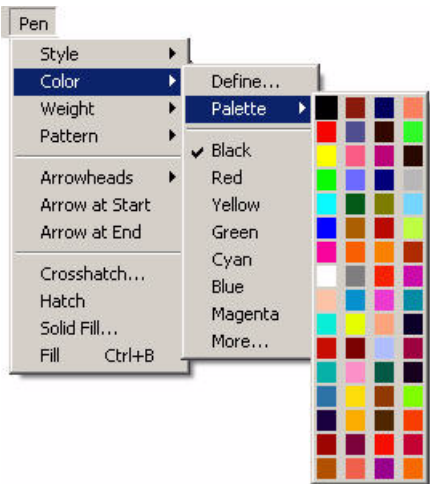 Pen
Style
Color
Weight
Pattern
Arrowheads
Arrow at Start
Arrow at End
Crosshatch...
Hatch
Solid Fill...
Fill Ctrl+B
Define...
Palette
Black
Red
Yellow
Green
Cyan
Blue
Magenta
More...